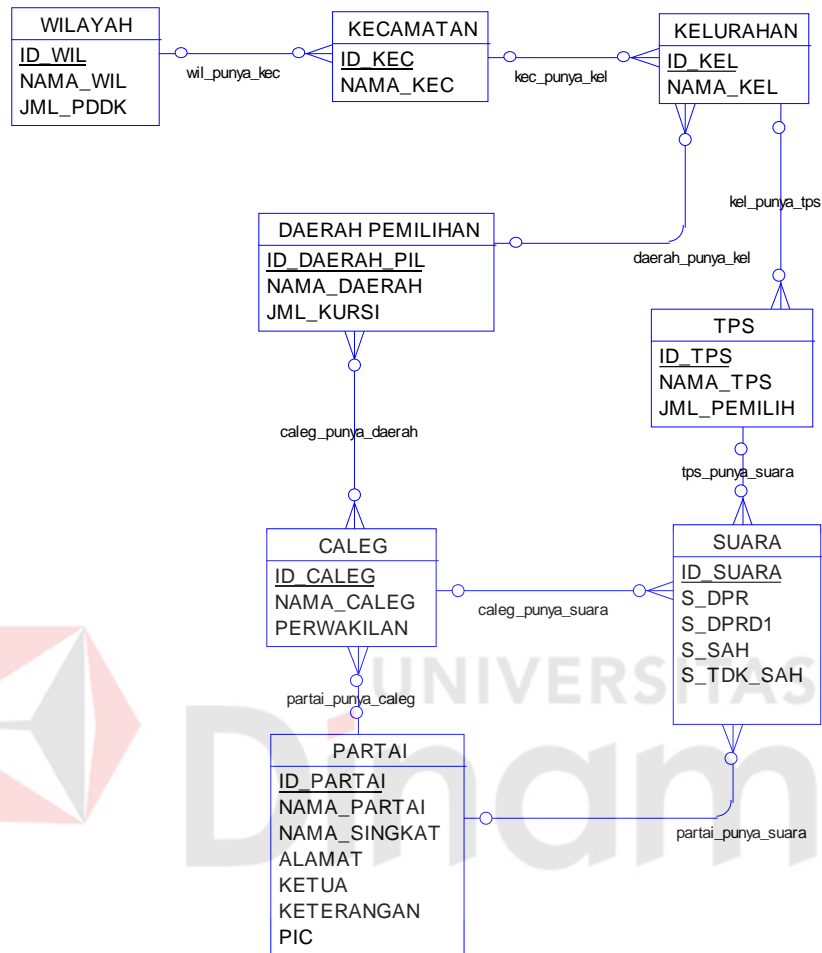 WILAYAH
ID_WIL
NAMA_WIL
JML_PDDK
wil_punya_kec
KECAMATAN
ID_KEC
NAMA_KEC
kec_punya_kel
KELURAHAN
ID_KEL
NAMA_KEL
kel_punya_tps
DAERAH PEMILIHAN
ID_DAERAH_PIL
NAMA_DAERAH
JML_KURSI
daerah_punya_kel
TPS
ID_TPS
NAMA_TPS
JML_PEMILIH
caleg_punya_daerah
tps_punya_suara
CALEG
ID_CALEG
NAMA_CALEG
PERWAKILAN
caleg_punya_suara
SUARA
ID_SUARA
S_DPR
S_DPRD1
S_SAH
S_TDK_SAH
partai_punya_caleg
PARTAI
ID_PARTAI
NAMA_PARTAI
NAMA_SINGKAT
ALAMAT
KETUA
KETERANGAN
PIC
partai_punya_suara
UNIVERSITAS
Dinam